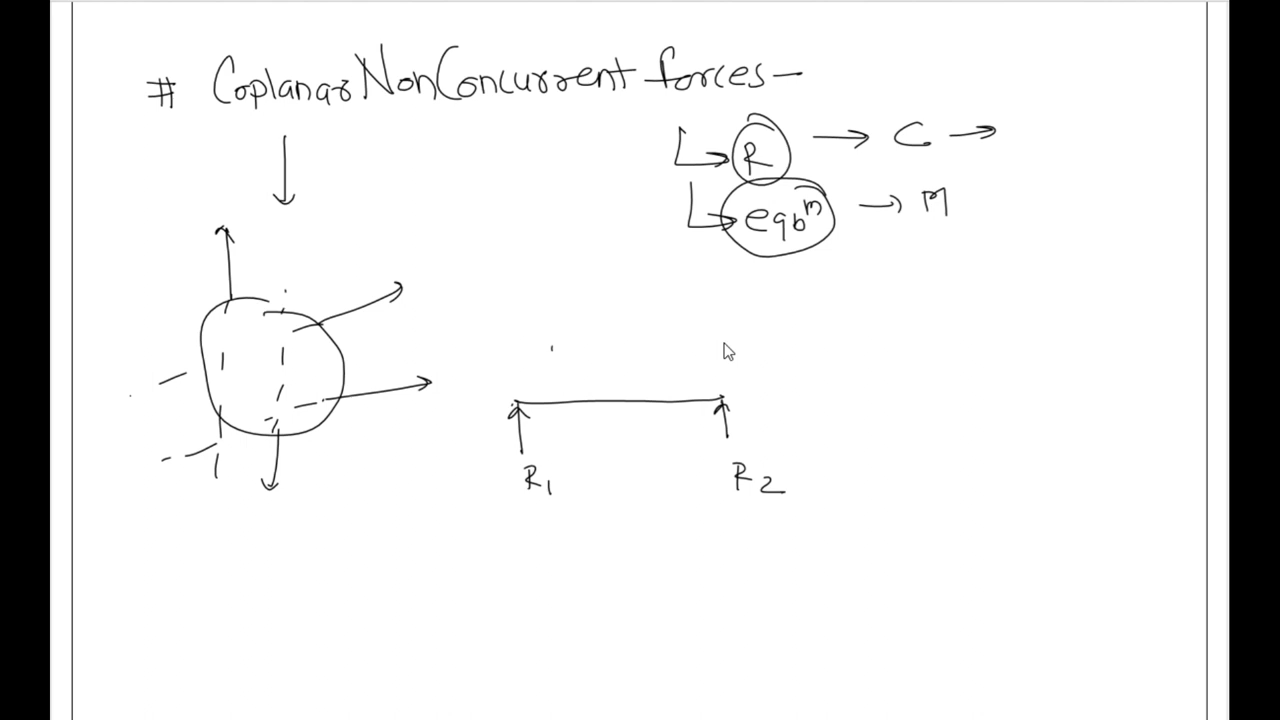 # Coplanar NonConcurrent forces -
R → C →
eqbᵐ → M
R₁
R₂